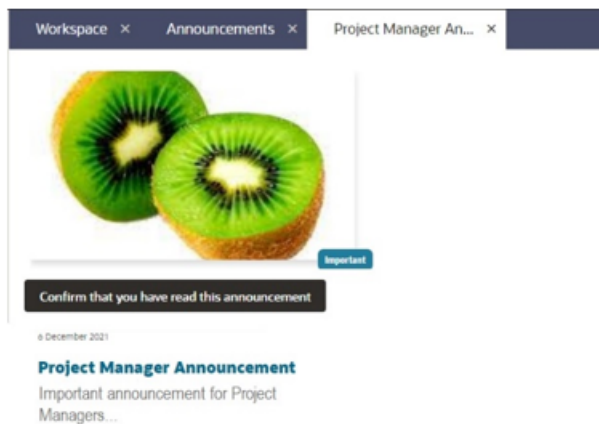 Workspace × Announcements × Project Manager An... ×
Important
Confirm that you have read this announcement
6 December 2021
Project Manager Announcement
Important announcement for Project
Managers...